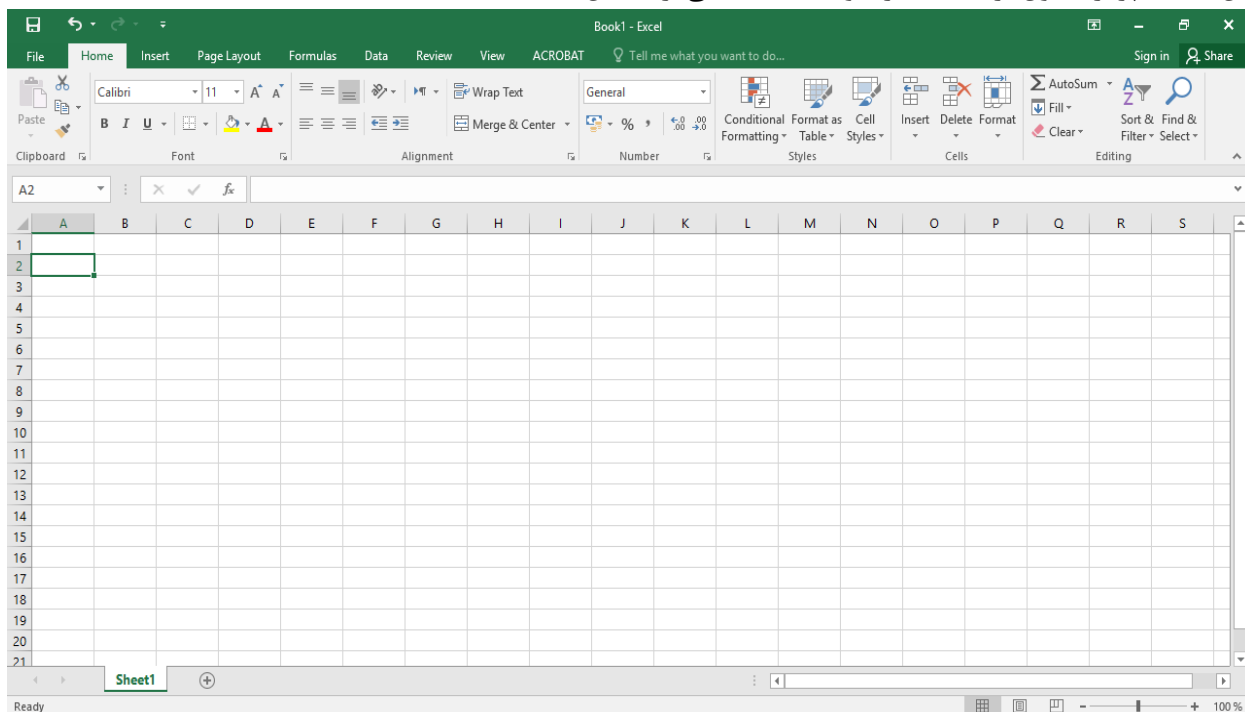 Book1 - Excel
File Home Insert Page Layout Formulas Data Review View ACROBAT Tell me what you want to do... Sign in Share
Paste
Clipboard
Calibri 11 A A
B I U A
Font
Wrap Text
Merge & Center
Alignment
General
% , .00 .0
Number
Conditional Formatting
Format as Table
Cell Styles
Styles
Insert Delete Format
Cells
AutoSum
Fill
Clear
Sort & Filter
Find & Select
Editing
A2 fx
A B C D E F G H I J K L M N O P Q R S
1
2
3
4
5
6
7
8
9
10
11
12
13
14
15
16
17
18
19
20
21
Sheet1
Ready 100 %